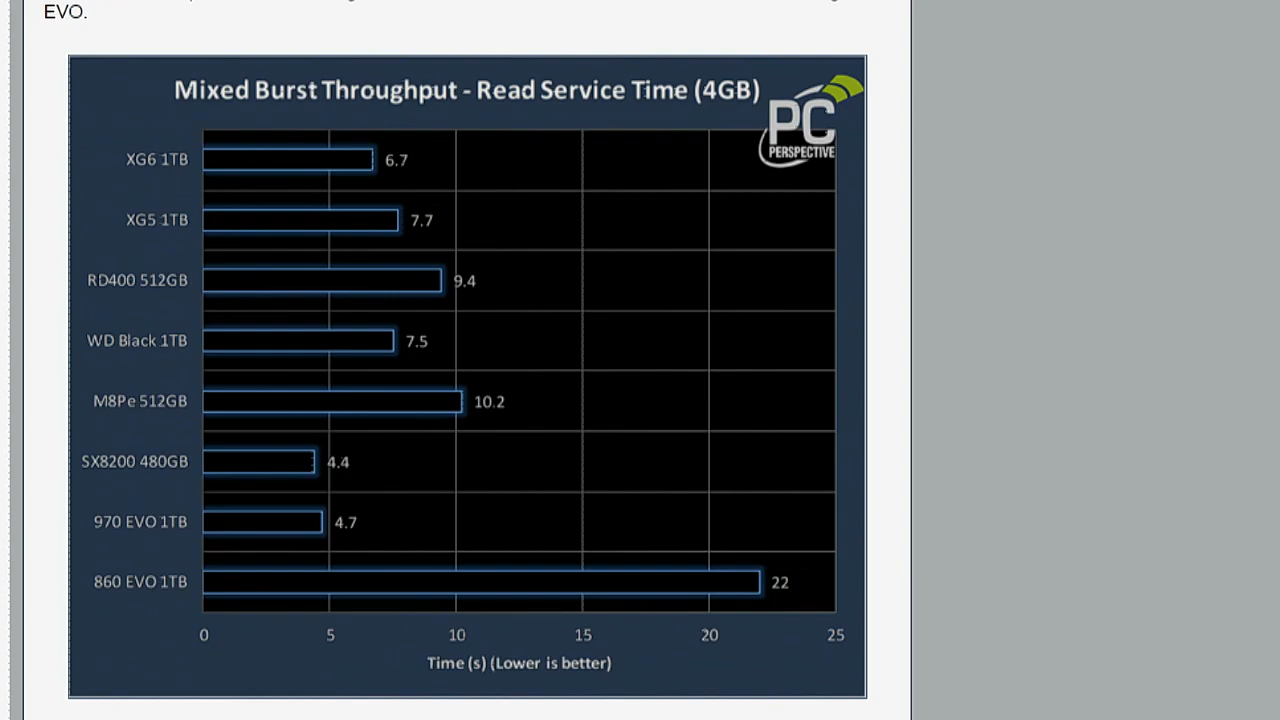 EVO.
Mixed Burst Throughput - Read Service Time (4GB)
PC
PERSPECTIVE
XG6 1TB 6.7
XG5 1TB 7.7
RD400 512GB 9.4
WD Black 1TB 7.5
M8Pe 512GB 10.2
SX8200 480GB 4.4
970 EVO 1TB 4.7
860 EVO 1TB 22
0 5 10 15 20 25
Time (s) (Lower is better)